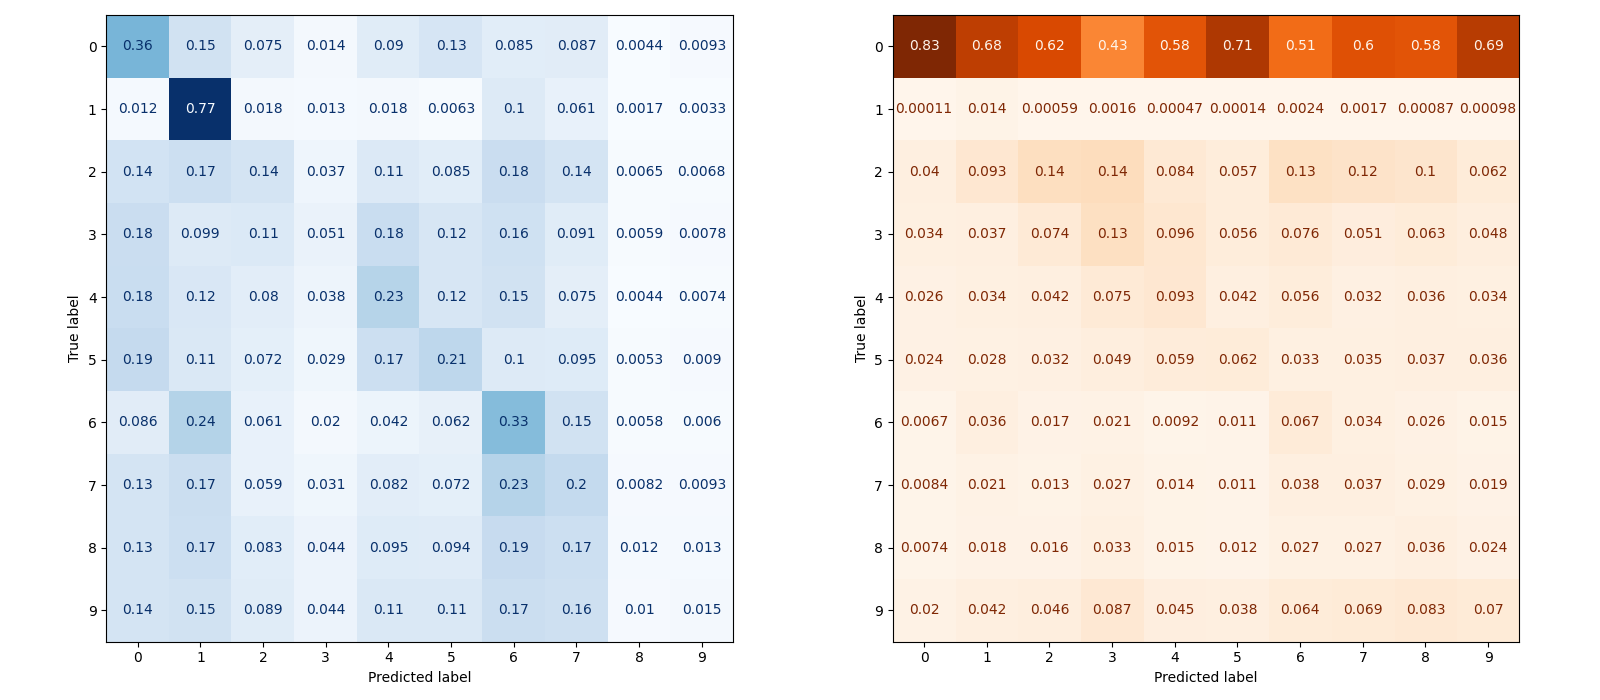 0 0.36 0.15 0.075 0.014 0.09 0.13 0.085 0.087 0.0044 0.0093
1 0.012 0.77 0.018 0.013 0.018 0.0063 0.1 0.061 0.0017 0.0033
2 0.14 0.17 0.14 0.037 0.11 0.085 0.18 0.14 0.0065 0.0068
3 0.18 0.099 0.11 0.051 0.18 0.12 0.16 0.091 0.0059 0.0078
4 0.18 0.12 0.08 0.038 0.23 0.12 0.15 0.075 0.0044 0.0074
5 0.19 0.11 0.072 0.029 0.17 0.21 0.1 0.095 0.0053 0.009
6 0.086 0.24 0.061 0.02 0.042 0.062 0.33 0.15 0.0058 0.006
7 0.13 0.17 0.059 0.031 0.082 0.072 0.23 0.2 0.0082 0.0093
8 0.13 0.17 0.083 0.044 0.095 0.094 0.19 0.17 0.012 0.013
9 0.14 0.15 0.089 0.044 0.11 0.11 0.17 0.16 0.01 0.015
0 1 2 3 4 5 6 7 8 9
Predicted label
True label
0 0.83 0.68 0.62 0.43 0.58 0.71 0.51 0.6 0.58 0.69
1 0.00011 0.014 0.00059 0.0016 0.00047 0.00014 0.0024 0.0017 0.00087 0.00098
2 0.04 0.093 0.14 0.14 0.084 0.057 0.13 0.12 0.1 0.062
3 0.034 0.037 0.074 0.13 0.096 0.056 0.076 0.051 0.063 0.048
4 0.026 0.034 0.042 0.075 0.093 0.042 0.056 0.032 0.036 0.034
5 0.024 0.028 0.032 0.049 0.059 0.062 0.033 0.035 0.037 0.036
6 0.0067 0.036 0.017 0.021 0.0092 0.011 0.067 0.034 0.026 0.015
7 0.0084 0.021 0.013 0.027 0.014 0.011 0.038 0.037 0.029 0.019
8 0.0074 0.018 0.016 0.033 0.015 0.012 0.027 0.027 0.036 0.024
9 0.02 0.042 0.046 0.087 0.045 0.038 0.064 0.069 0.083 0.07
0 1 2 3 4 5 6 7 8 9
Predicted label
True label